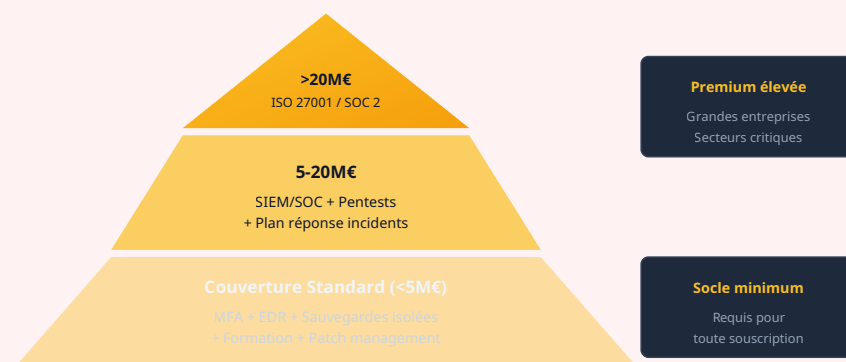 >20M€
ISO 27001 / SOC 2
Premium élevée
Grandes entreprises
Secteurs critiques
5-20M€
SIEM/SOC + Pentests
+ Plan réponse incidents
Couverture Standard (<5M€)
MFA + EDR + Sauvegardes isolées
+ Formation + Patch management
Socle minimum
Requis pour
toute souscription